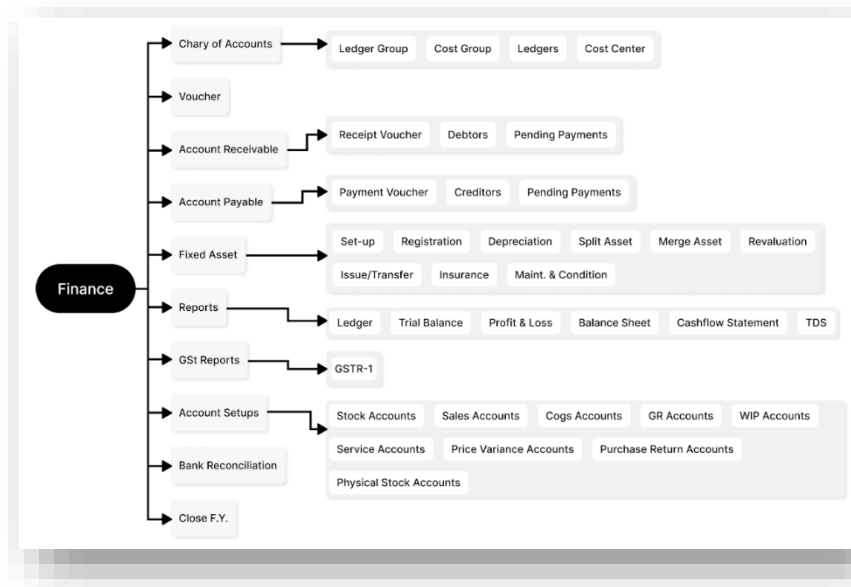 Chary of Accounts
Ledger Group Cost Group Ledgers Cost Center
Voucher
Account Receivable
Receipt Voucher Debtors Pending Payments
Account Payable
Payment Voucher Creditors Pending Payments
Fixed Asset
Set-up Registration Depreciation Split Asset Merge Asset Revaluation
Issue/Transfer Insurance Maint. & Condition
Finance
Reports
Ledger Trial Balance Profit & Loss Balance Sheet Cashflow Statement TDS
GSt Reports
GSTR-1
Account Setups
Stock Accounts Sales Accounts Cogs Accounts GR Accounts WIP Accounts
Service Accounts Price Variance Accounts Purchase Return Accounts
Physical Stock Accounts
Bank Reconciliation
Close F.Y.